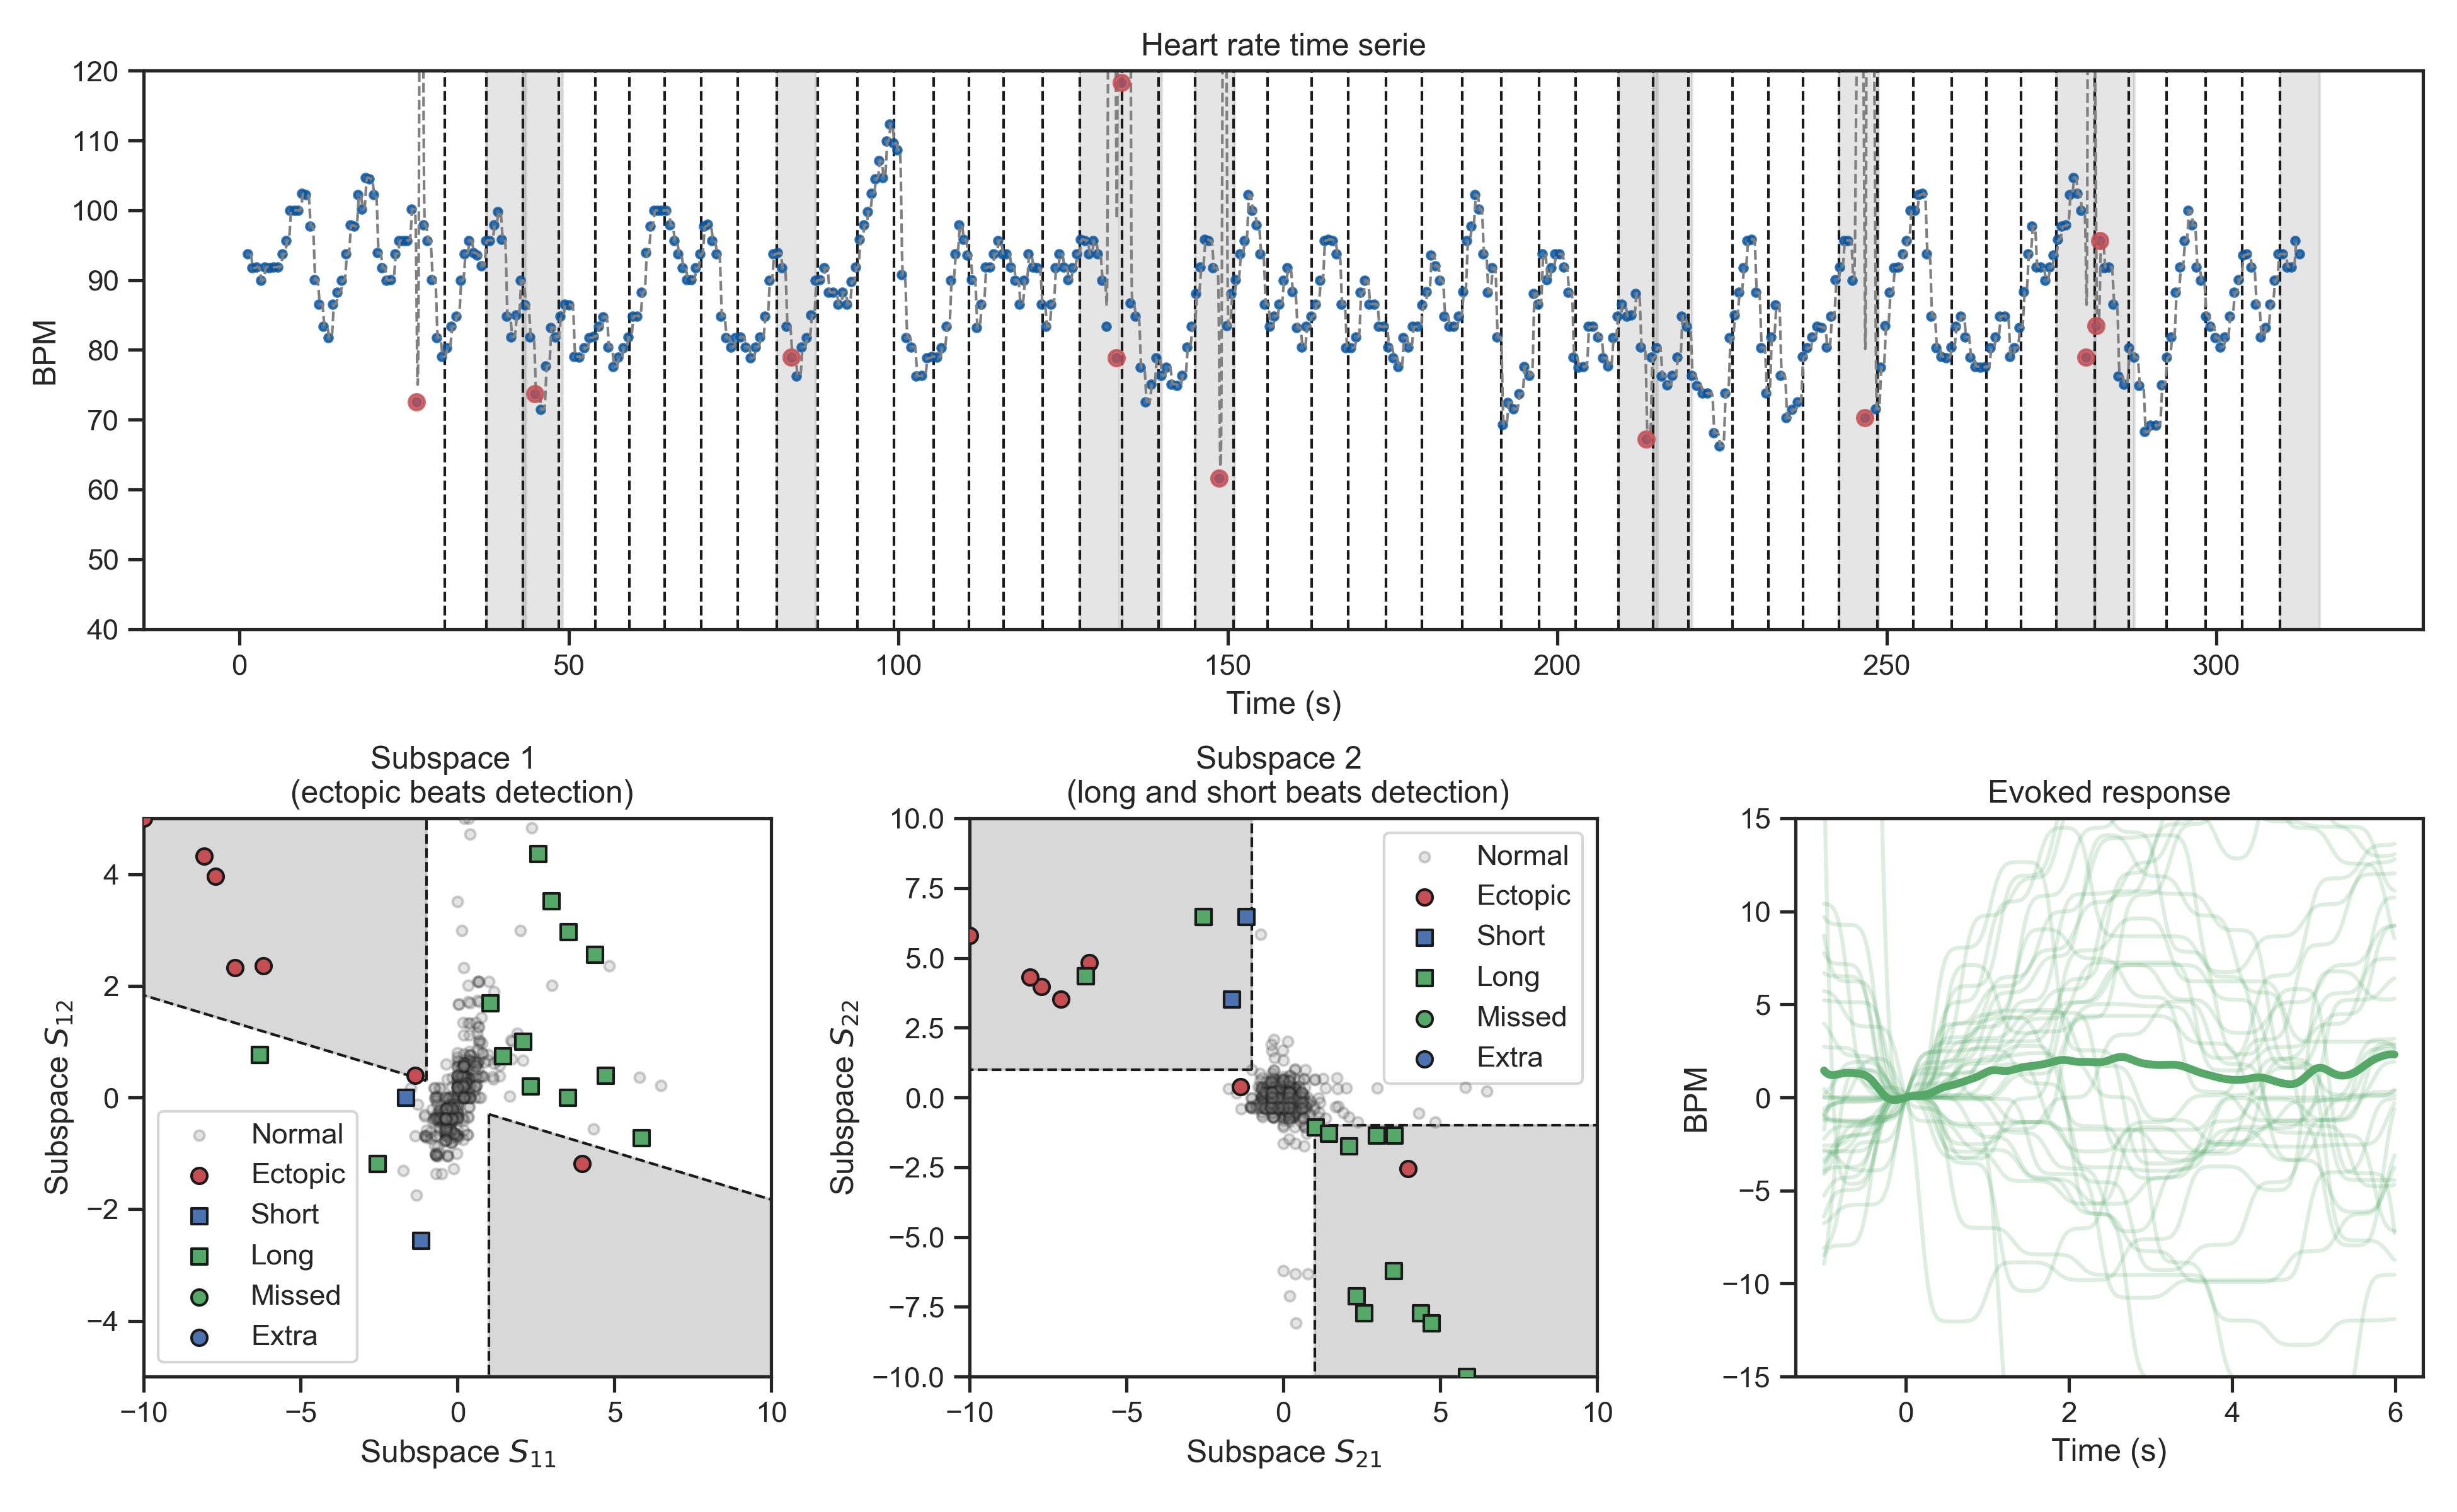 Heart rate time serie
120
110
100
90
80
70
60
50
40
BPM
0 50 100 150 200 250 300
Time (s)
Subspace 1
(ectopic beats detection)
4
2
0
−2
−4
Subspace S12
Normal
Ectopic
Short
Long
Missed
Extra
−10 −5 0 5 10
Subspace S11
Subspace 2
(long and short beats detection)
10.0
7.5
5.0
2.5
0.0
−2.5
−5.0
−7.5
−10.0
Subspace S22
Normal
Ectopic
Short
Long
Missed
Extra
−10 −5 0 5 10
Subspace S21
Evoked response
15
10
5
0
−5
−10
−15
BPM
0 2 4 6
Time (s)